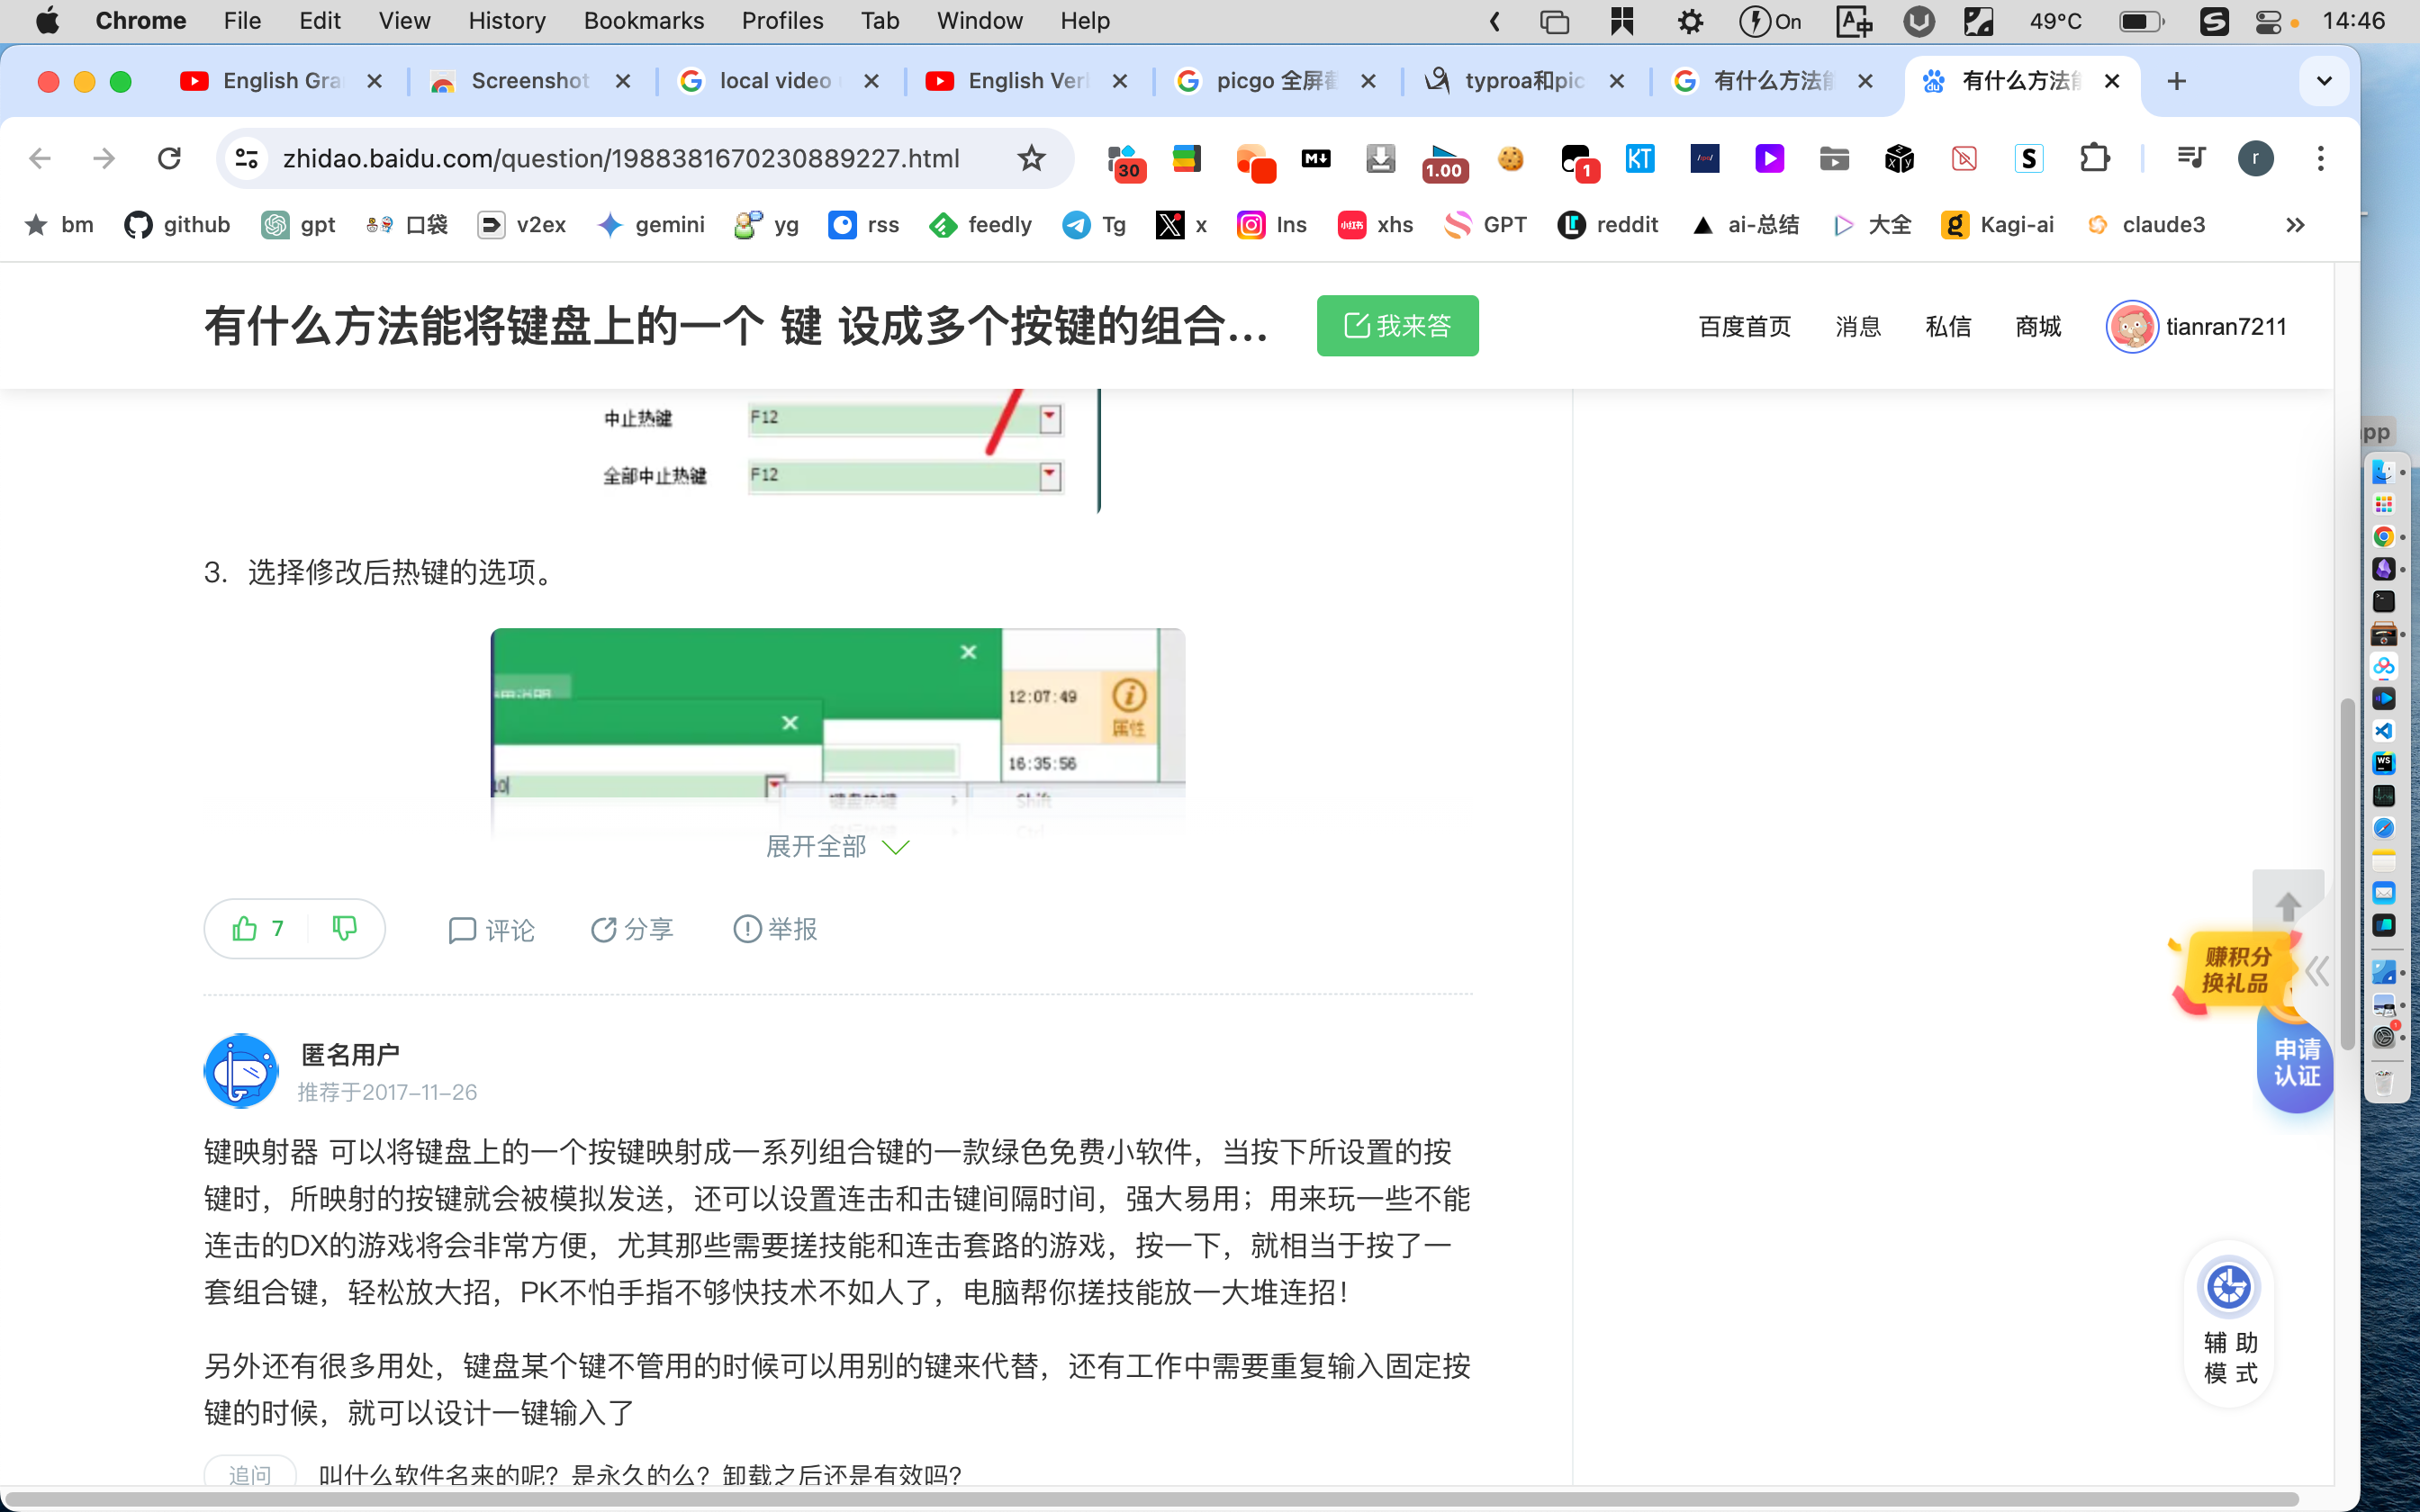 Chrome File Edit View History Bookmarks Profiles Tab Window Help On 49°C 14:46
English Gra Screenshot local video English Verl picgo 全屏截 typroa和pic 有什么方法能 有什么方法能
zhidao.baidu.com/question/1988381670230889227.html 30 1.00 1 KT S r
bm github gpt 口袋 v2ex gemini yg rss feedly Tg x Ins xhs GPT reddit ai-总结 大全 Kagi-ai claude3
有什么方法能将键盘上的一个 键 设成多个按键的组合... 我来答 百度首页 消息 私信 商城 tianran7211
中止热键 F12
全部中止热键 F12
pp
3. 选择修改后热键的选项。
12:07:49
属性
16:35:56
键盘热键 Shift
Ctrl
展开全部
7 评论 分享 举报
赚积分
换礼品
申请
认证
匿名用户
推荐于2017-11-26
键映射器 可以将键盘上的一个按键映射成一系列组合键的一款绿色免费小软件，当按下所设置的按
键时，所映射的按键就会被模拟发送，还可以设置连击和击键间隔时间，强大易用；用来玩一些不能
连击的DX的游戏将会非常方便，尤其那些需要搓技能和连击套路的游戏，按一下，就相当于按了一
套组合键，轻松放大招，PK不怕手指不够快技术不如人了，电脑帮你搓技能放一大堆连招！
另外还有很多用处，键盘某个键不管用的时候可以用别的键来代替，还有工作中需要重复输入固定按
键的时候，就可以设计一键输入了
辅助
模式
追问 叫什么软件名来的呢？是永久的么？卸载之后还是有效吗？